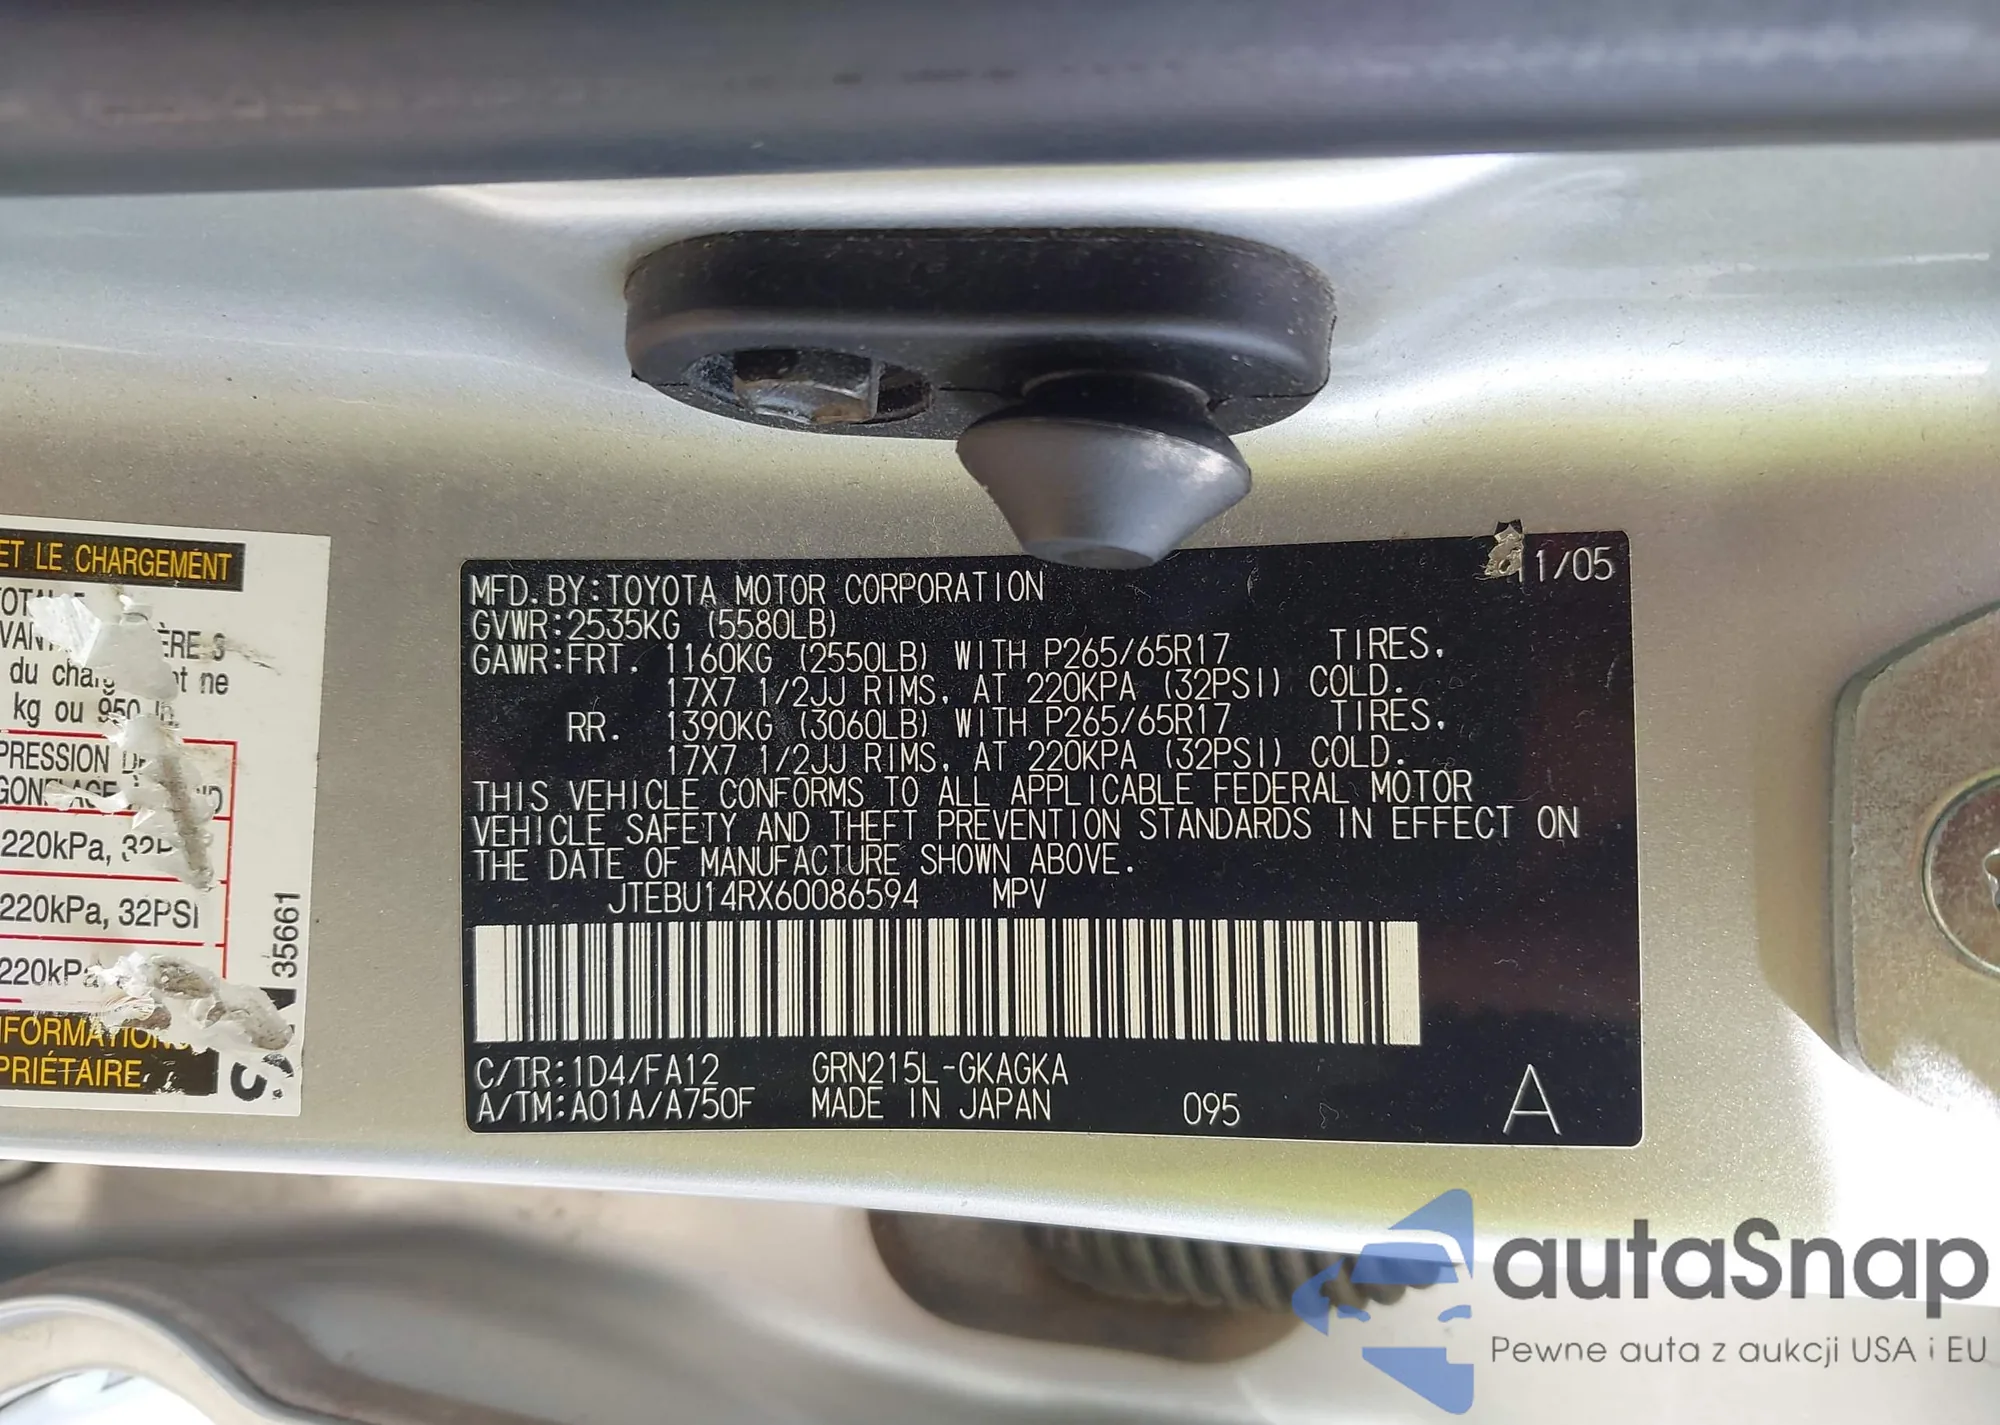 ET LE CHARGEMENT
du
ne
kg ou 950
PRESSION
220kPa,
220kPa, 32PSI
35661
MFD. BY:TOYOTA MOTOR CORPORATION
11/05
GVWR:2535KG (5580LB)
GAWR:FRT. 1160KG (2550LB) WITH P265/65R17 TIRES,
17X7 1/2JJ RIMS, AT 220KPA (32PSI) COLD.
RR. 1390KG (3060LB) WITH P265/65R17 TIRES,
17X7 1/2JJ RIMS, AT 220KPA (32PSI) COLD.
THIS VEHICLE CONFORMS TO ALL APPLICABLE FEDERAL MOTOR
VEHICLE SAFETY AND THEFT PREVENTION STANDARDS IN EFFECT ON
THE DATE OF MANUFACTURE SHOWN ABOVE.
JTEBU14RX60086594 MPV
C/TR:1D4/FA12 GRN215L-GKAGKA
A/TM:A01A/A750F MADE IN JAPAN 095 A
autaSnap
Pewne auta z aukcji USA i EU